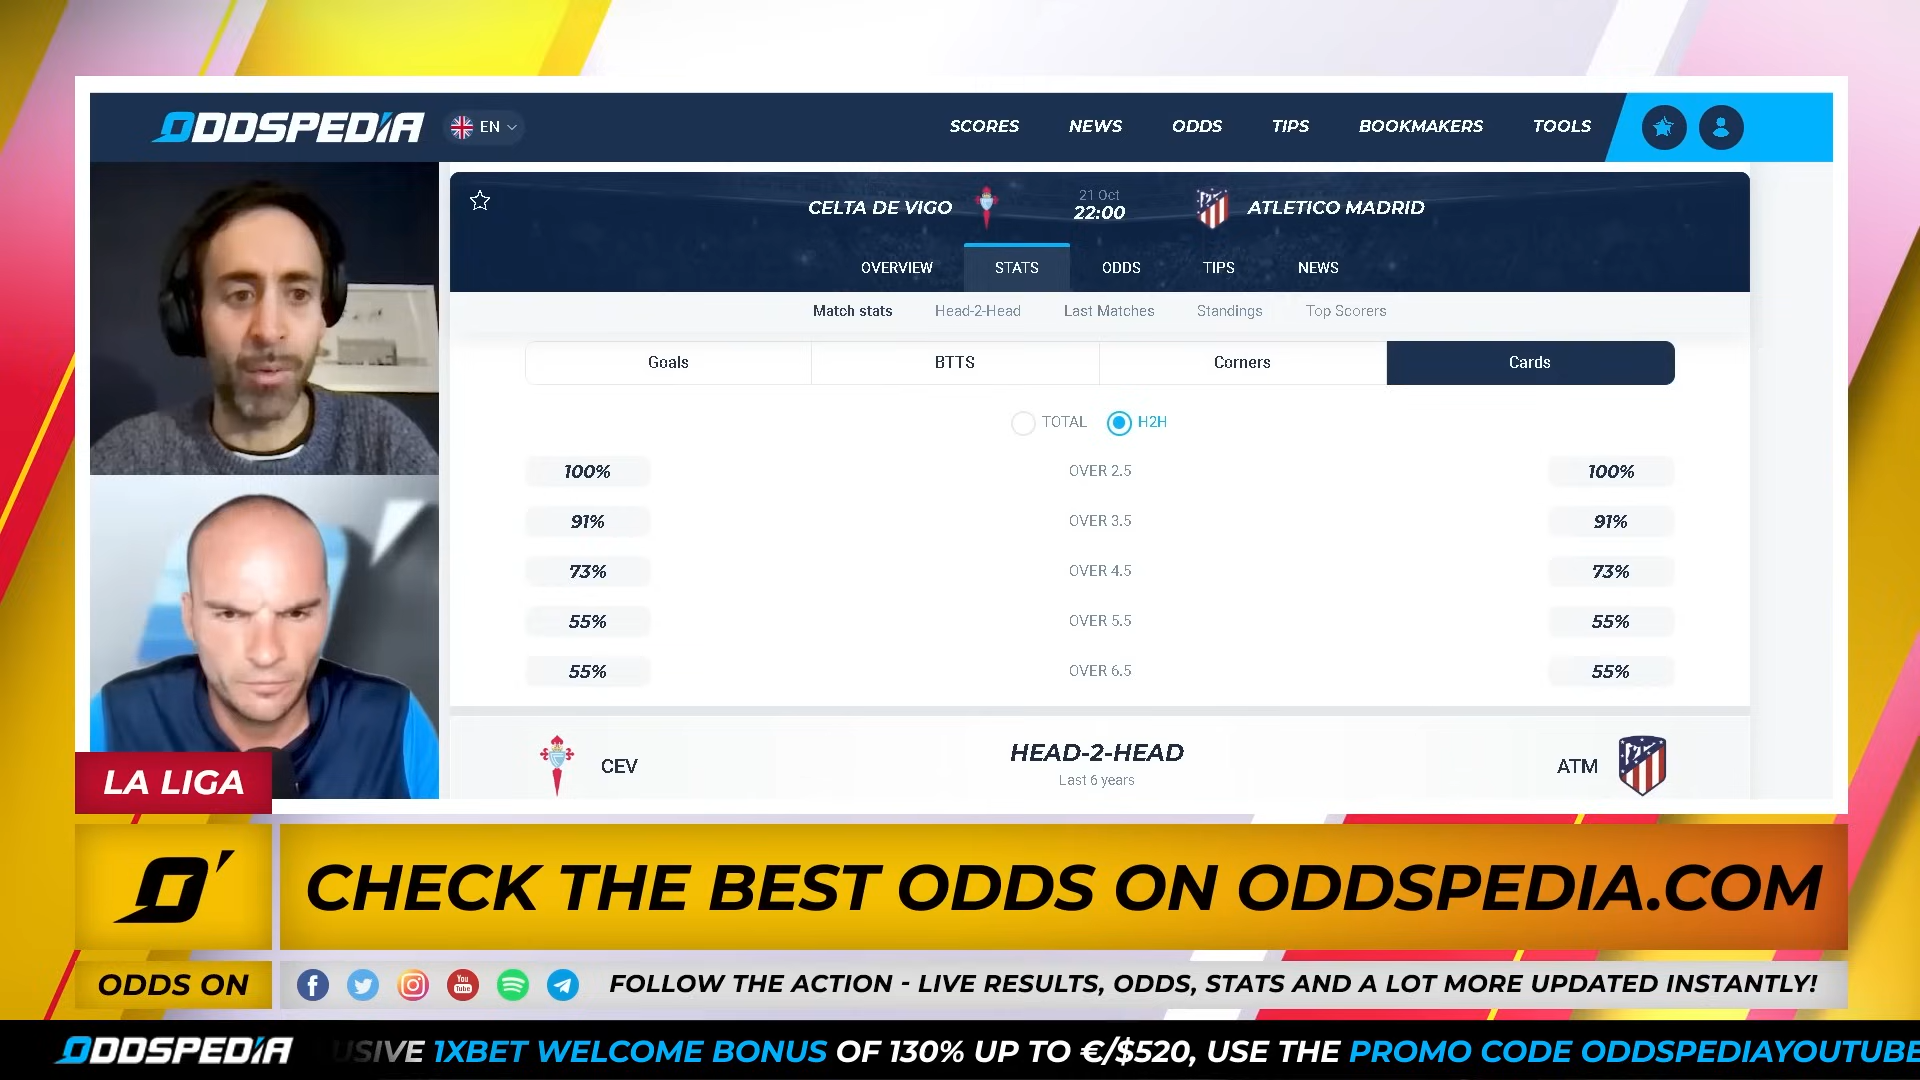 ODDSPEDIA EN SCORES NEWS ODDS TIPS BOOKMAKERS TOOLS
21 Oct
CELTA DE VIGO 22:00 ATLETICO MADRID
OVERVIEW STATS ODDS TIPS NEWS
Match stats Head-2-Head Last Matches Standings Top Scorers
Goals BTTS Corners Cards
TOTAL H2H
100% OVER 2.5 100%
91% OVER 3.5 91%
73% OVER 4.5 73%
55% OVER 5.5 55%
55% OVER 6.5 55%
CEV HEAD-2-HEAD ATM
Last 6 years
LA LIGA
O' CHECK THE BEST ODDS ON ODDSPEDIA.COM
ODDS ON You Tube FOLLOW THE ACTION - LIVE RESULTS, ODDS, STATS AND A LOT MORE UPDATED INSTANTLY!
ODDSPEDIA USIVE 1XBET WELCOME BONUS OF 130% UP TO €/$520, USE THE PROMO CODE ODDSPEDIAYOUTUBE